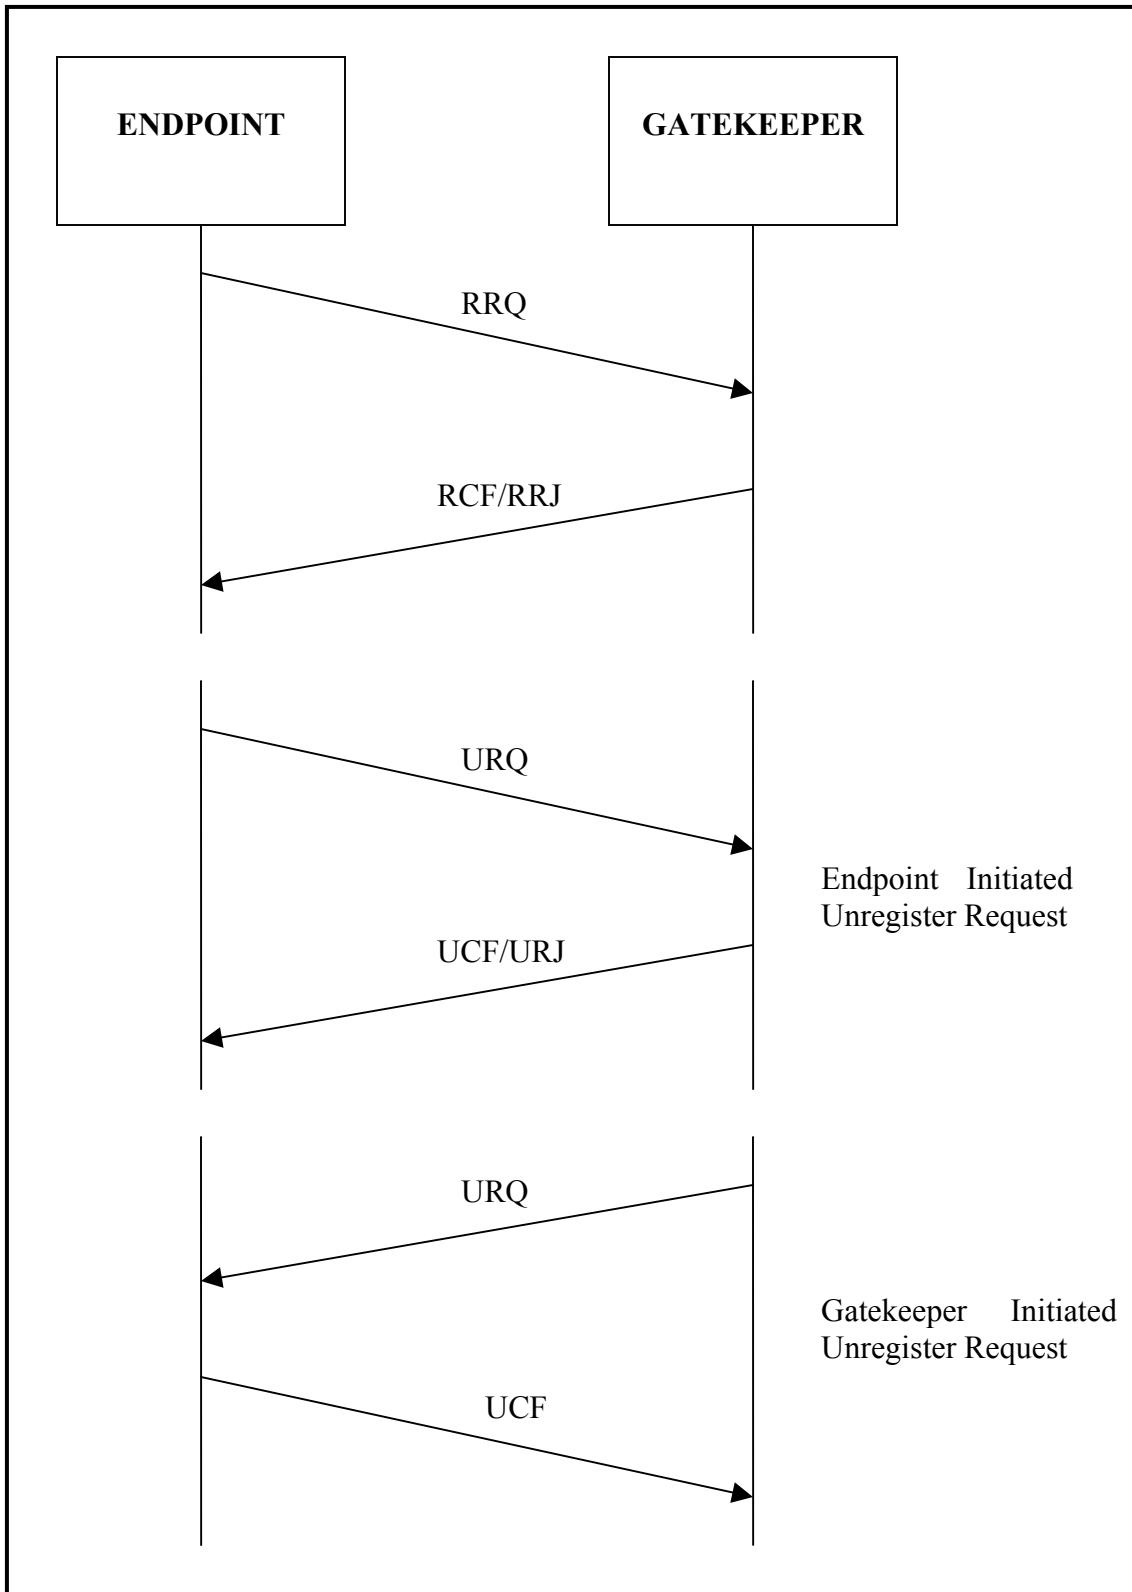 ENDPOINT
GATEKEEPER
RRQ
RCF/RRJ
URQ
Endpoint Initiated
Unregister Request
UCF/URJ
URQ
Gatekeeper Initiated
Unregister Request
UCF